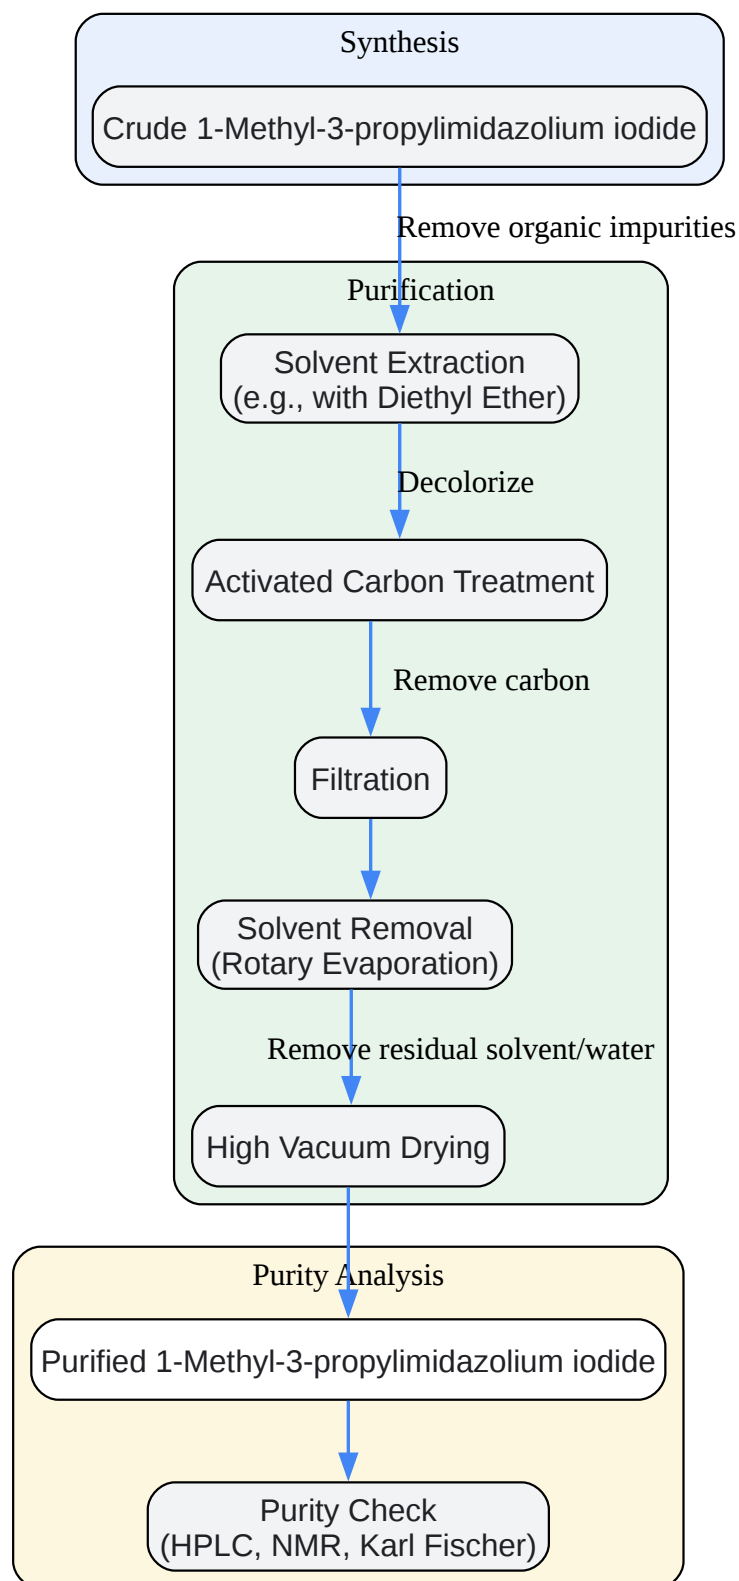 Synthesis
Crude 1-Methyl-3-propylimidazolium iodide
Remove organic impurities
Purification
Solvent Extraction
(e.g., with Diethyl Ether)
Decolorize
Activated Carbon Treatment
Remove carbon
Filtration
Solvent Removal
(Rotary Evaporation)
Remove residual solvent/water
High Vacuum Drying
Purity Analysis
Purified 1-Methyl-3-propylimidazolium iodide
Purity Check
(HPLC, NMR, Karl Fischer)